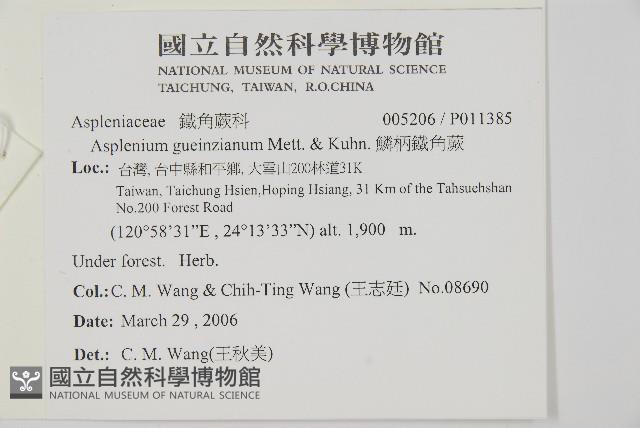 國立自然科學博物館
NATIONAL MUSEUM OF NATURAL SCIENCE
TAICHUNG, TAIWAN, R.O.CHINA
Aspleniaceae 鐵角蕨科 005206 / P011385
Asplenium gueinzianum Mett. & Kuhn. 鱗柄鐵角蕨
Loc.: 台灣, 台中縣和平鄉, 大雪山200林道31K
Taiwan, Taichung Hsien,Hoping Hsiang, 31 Km of the Tahsuehshan
No.200 Forest Road
(120°58’31”E , 24°13’33”N) alt. 1,900 m.
Under forest. Herb.
Col.: C. M. Wang & Chih-Ting Wang (王志廷) No.08690
Date: March 29 , 2006
Det.: C. M. Wang(王秋美)
國立自然科學博物館
NATIONAL MUSEUM OF NATURAL SCIENCE